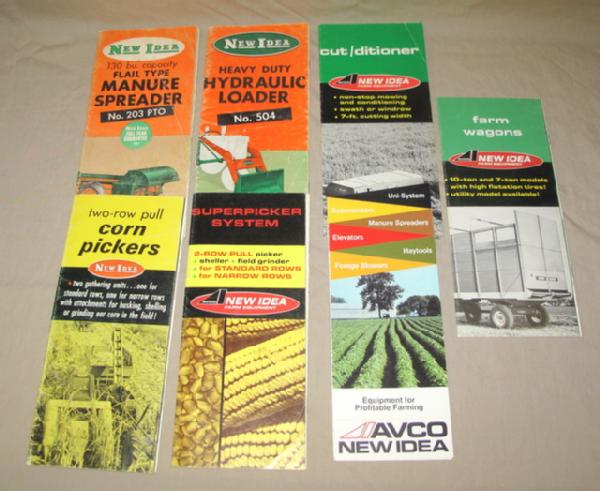 NEW IDEA
130 bu. capacity
FLAIL TYPE
MANURE
SPREADER
No. 203 PTO
NEW IDEA
HEAVY DUTY
HYDRAULIC
LOADER
No. 504
cut/ditioner
NEW IDEA
FARM EQUIPMENT
• non-stop mowing
and conditioning
• swath or windrow
• 7-ft. cutting width
farm
wagons
NEW IDEA
FARM EQUIPMENT
• 10-ton and 7-ton models
with high flotation tires!
• utility model available!
two-row pull
corn
pickers
NEW IDEA
• two gathering units...one for
standard rows, one for narrow rows
with attachments for husking, shelling
or grinding ear corn in the field!
SUPERPICKER
SYSTEM
2-ROW PULL picker
• sheller • field grinder
• for STANDARD ROWS
• for NARROW ROWS
NEW IDEA
FARM EQUIPMENT
Uni-System
Manure Spreaders
Elevators
Haytools
Forage Blowers
Equipment for
Profitable Farming
AVCO
NEW IDEA